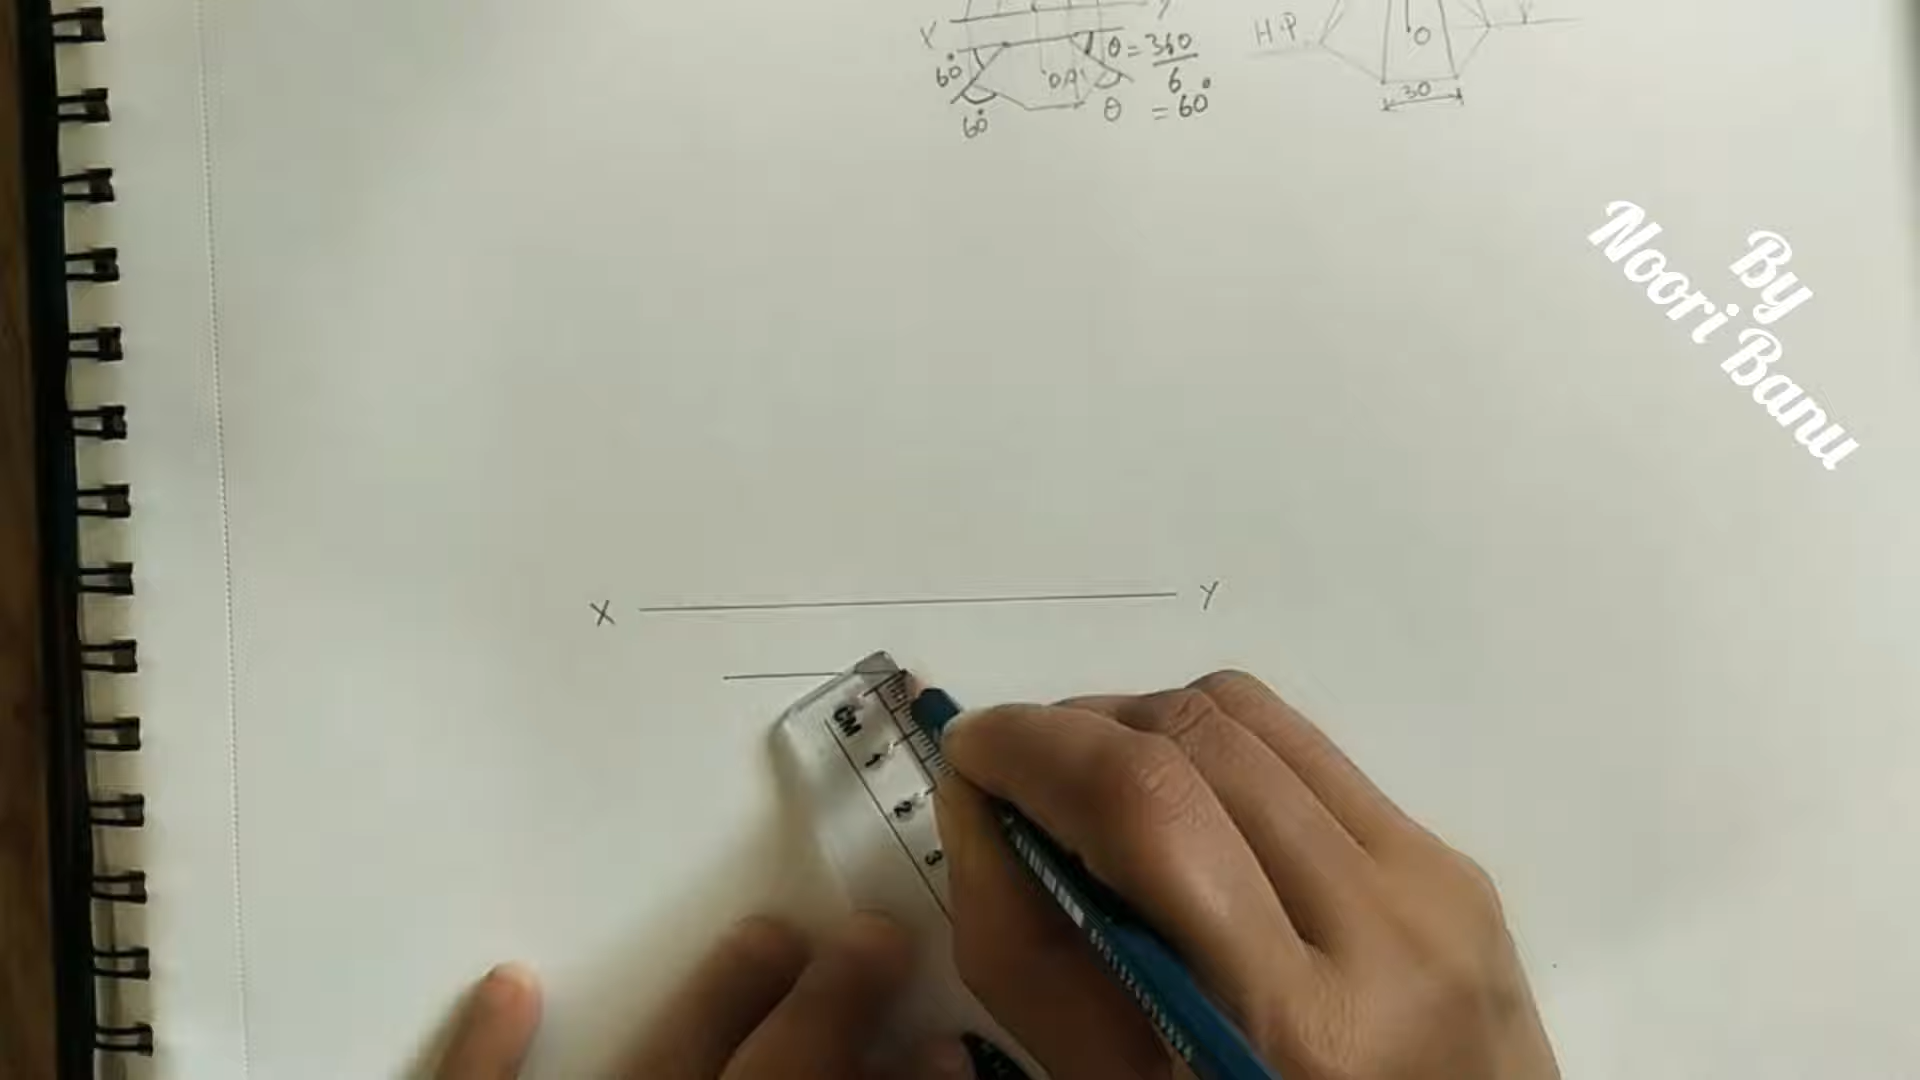 X
60°
θ = 360
6
θ = 60°
60°
H.P.
O
30
By
Noori Banu
X
Y
CM
1
2
3